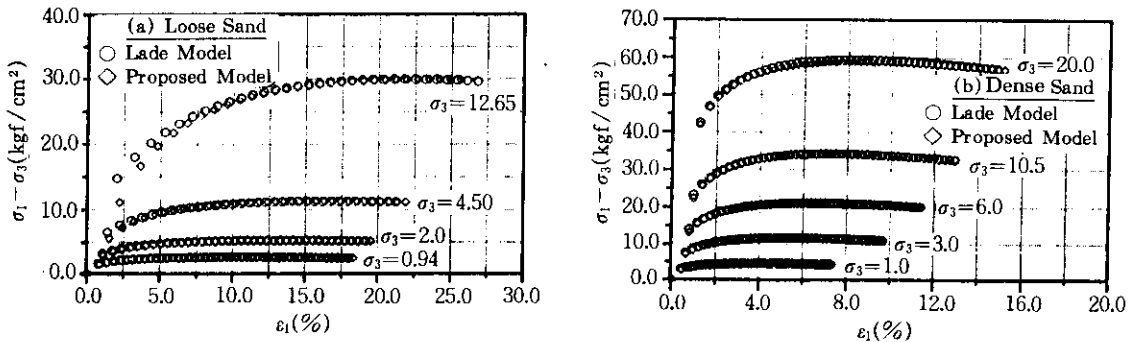 (a) Loose Sand
○ Lade Model
◇ Proposed Model
σ₁−σ₃(kgf/cm²)
40.0
30.0
20.0
10.0
0.0
σ₃=12.65
σ₃=4.50
σ₃=2.0
σ₃=0.94
0.0 5.0 10.0 15.0 20.0 25.0 30.0
ε₁(%)
70.0
60.0
50.0
40.0
30.0
20.0
10.0
0.0
σ₁−σ₃(kgf/cm²)
σ₃=20.0
(b) Dense Sand
○ Lade Model
◇ Proposed Model
σ₃=10.5
σ₃=6.0
σ₃=3.0
σ₃=1.0
0.0 4.0 8.0 12.0 16.0 20.0
ε₁(%)